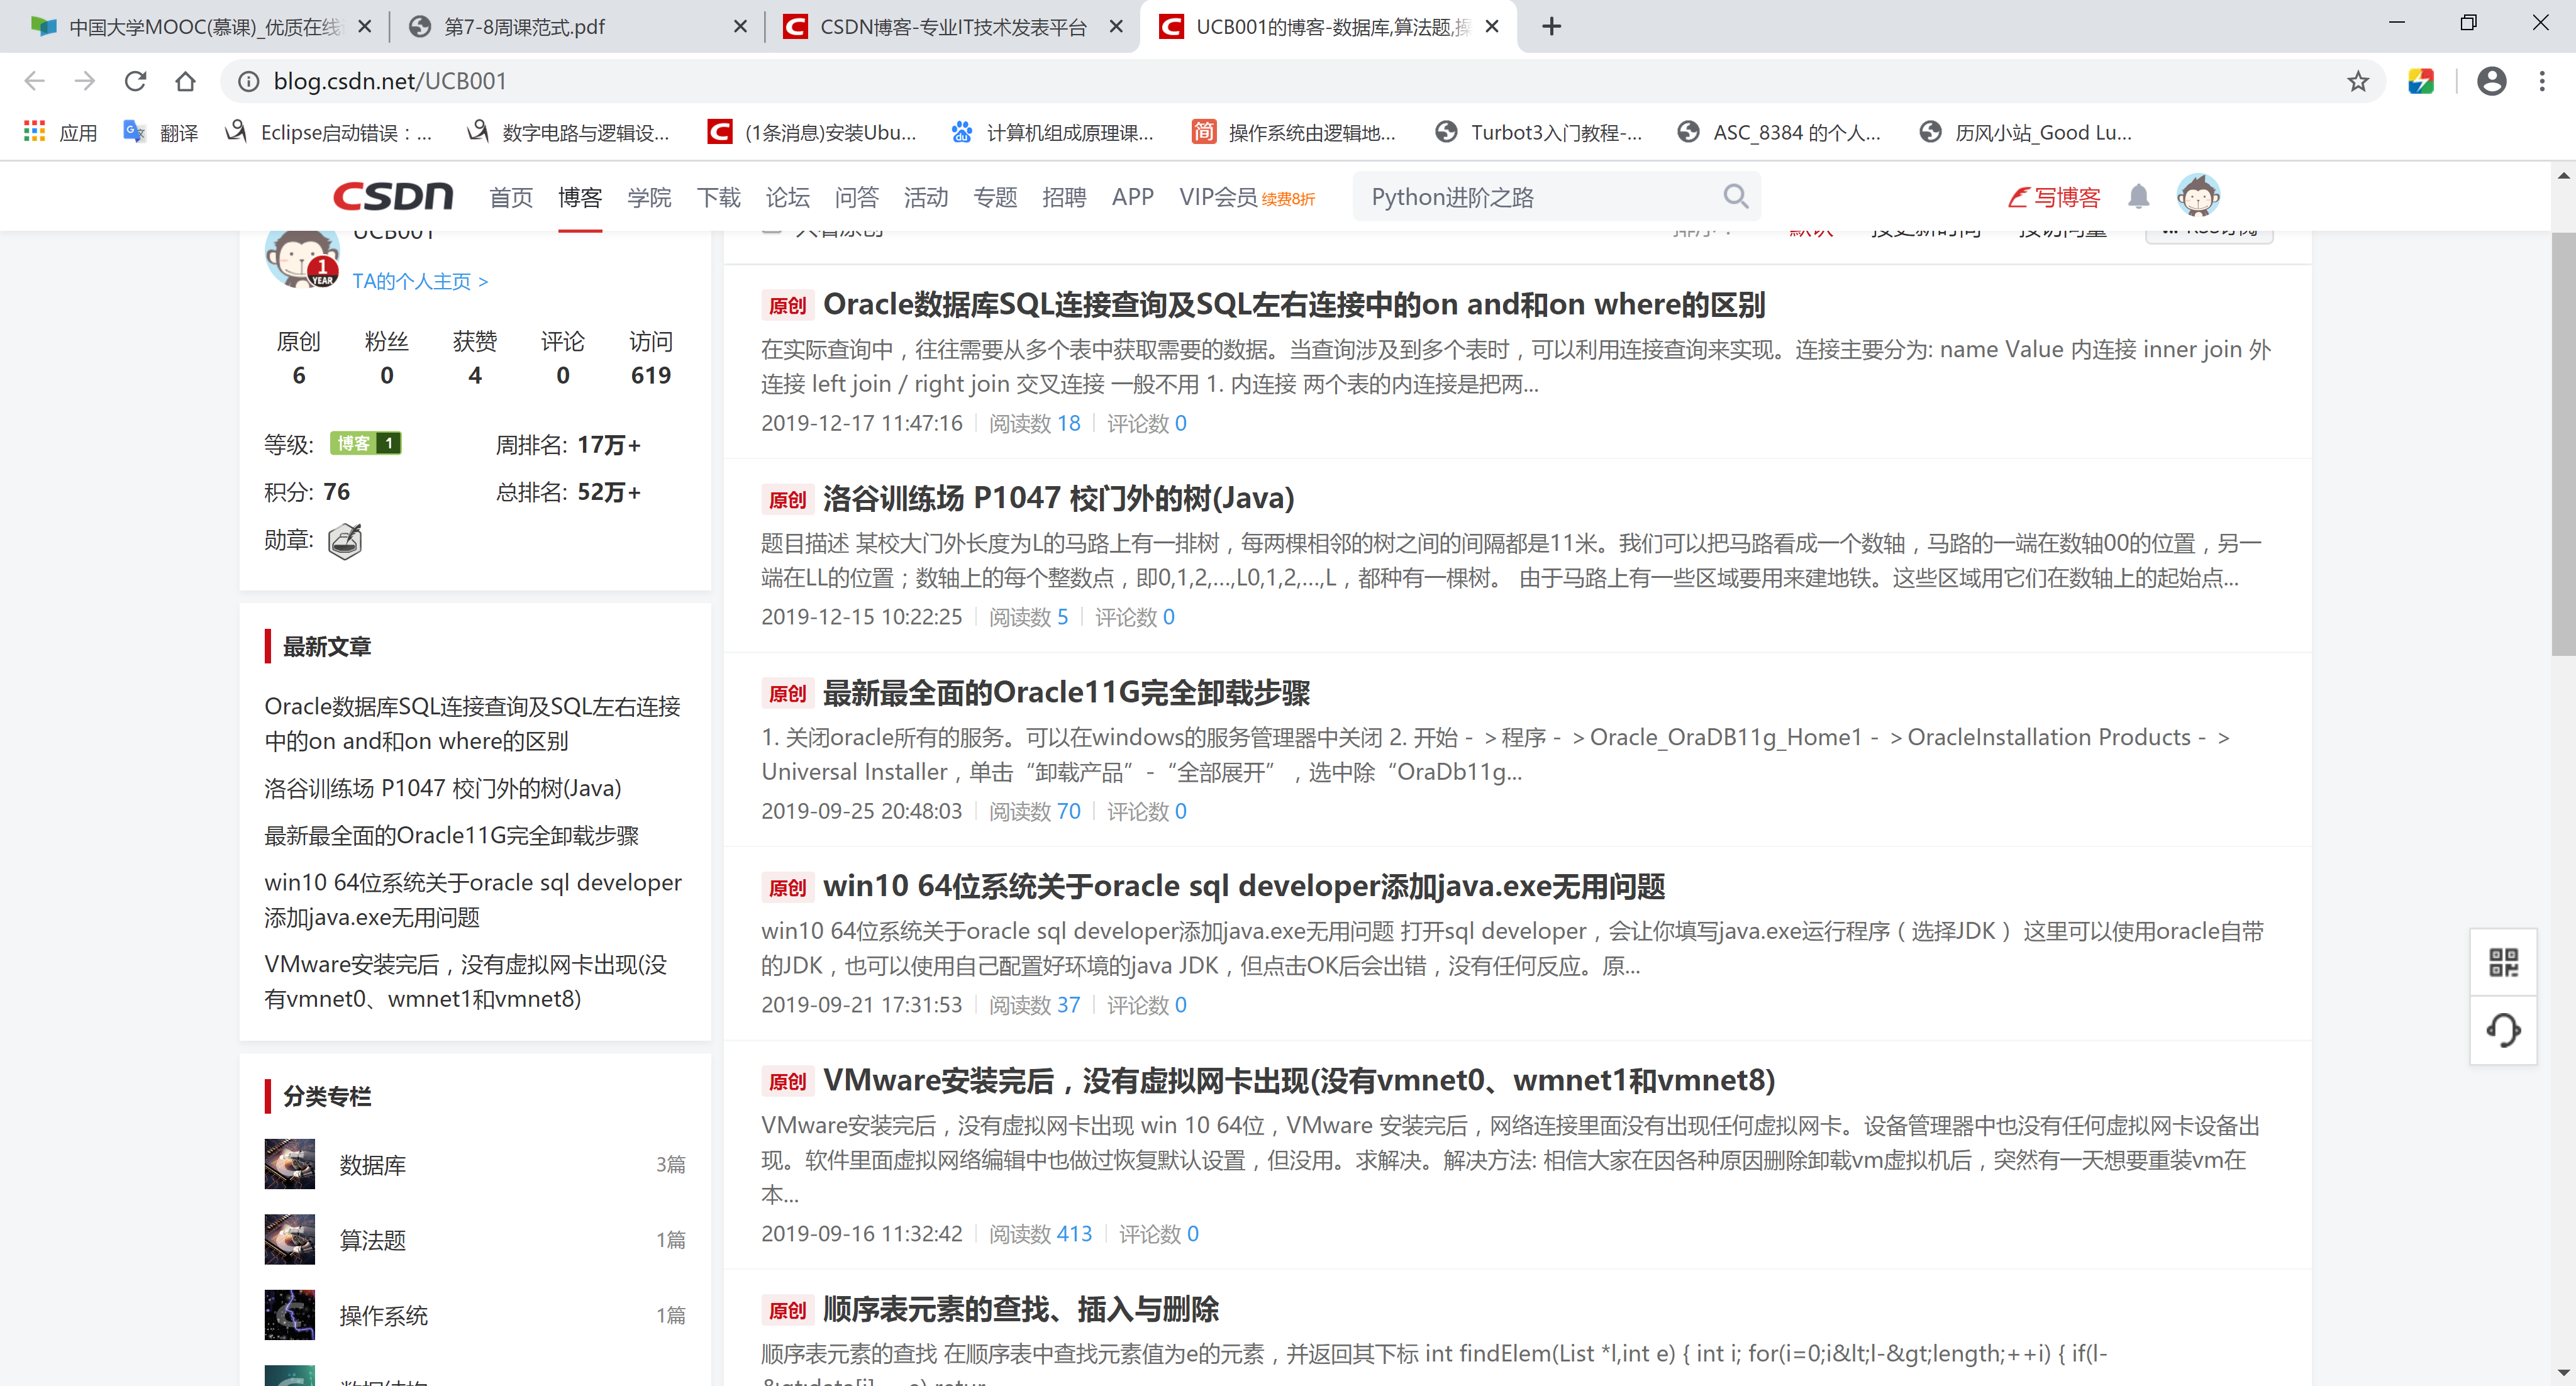 中国大学MOOC(慕课)_优质在线
第7-8周课范式.pdf
CSDN博客-专业IT技术发表平台
UCB001的博客-数据库,算法题,操
blog.csdn.net/UCB001
应用
翻译
Eclipse启动错误：...
数字电路与逻辑设...
(1条消息)安装Ubu...
计算机组成原理课...
简 操作系统由逻辑地...
Turbot3入门教程-...
ASC_8384 的个人...
历风小站_Good Lu...
CSDN 首页 博客 学院 下载 论坛 问答 活动 专题 招聘 APP VIP会员 续费8折
Python进阶之路
写博客
UCB001
1 YEAR
TA的个人主页 >
原创 粉丝 获赞 评论 访问
6 0 4 0 619
等级: 博客 1 周排名: 17万+
积分: 76 总排名: 52万+
勋章:
最新文章
Oracle数据库SQL连接查询及SQL左右连接
中的on and和on where的区别
洛谷训练场 P1047 校门外的树(Java)
最新最全面的Oracle11G完全卸载步骤
win10 64位系统关于oracle sql developer
添加java.exe无用问题
VMware安装完后，没有虚拟网卡出现(没
有vmnet0、wmnet1和vmnet8)
分类专栏
数据库 3篇
算法题 1篇
操作系统 1篇
只看原创 排序： 默认 按更新时间 按访问量 RSS订阅
原创 Oracle数据库SQL连接查询及SQL左右连接中的on and和on where的区别
在实际查询中，往往需要从多个表中获取需要的数据。当查询涉及到多个表时，可以利用连接查询来实现。连接主要分为: name Value 内连接 inner join 外
连接 left join / right join 交叉连接 一般不用 1. 内连接 两个表的内连接是把两...
2019-12-17 11:47:16 阅读数 18 评论数 0
原创 洛谷训练场 P1047 校门外的树(Java)
题目描述 某校大门外长度为L的马路上有一排树，每两棵相邻的树之间的间隔都是11米。我们可以把马路看成一个数轴，马路的一端在数轴00的位置，另一
端在LL的位置；数轴上的每个整数点，即0,1,2,...,L0,1,2,...,L，都种有一棵树。 由于马路上有一些区域要用来建地铁。这些区域用它们在数轴上的起始点...
2019-12-15 10:22:25 阅读数 5 评论数 0
原创 最新最全面的Oracle11G完全卸载步骤
1. 关闭oracle所有的服务。可以在windows的服务管理器中关闭 2. 开始－＞程序－＞Oracle_OraDB11g_Home1－＞OracleInstallation Products－＞
Universal Installer，单击“卸载产品”-“全部展开”，选中除“OraDb11g...
2019-09-25 20:48:03 阅读数 70 评论数 0
原创 win10 64位系统关于oracle sql developer添加java.exe无用问题
win10 64位系统关于oracle sql developer添加java.exe无用问题 打开sql developer，会让你填写java.exe运行程序（选择JDK） 这里可以使用oracle自带
的JDK，也可以使用自己配置好环境的java JDK，但点击OK后会出错，没有任何反应。原...
2019-09-21 17:31:53 阅读数 37 评论数 0
原创 VMware安装完后，没有虚拟网卡出现(没有vmnet0、wmnet1和vmnet8)
VMware安装完后，没有虚拟网卡出现 win 10 64位，VMware 安装完后，网络连接里面没有出现任何虚拟网卡。设备管理器中也没有任何虚拟网卡设备出
现。软件里面虚拟网络编辑中也做过恢复默认设置，但没用。求解决。解决方法: 相信大家在因各种原因删除卸载vm虚拟机后，突然有一天想要重装vm在
本...
2019-09-16 11:32:42 阅读数 413 评论数 0
原创 顺序表元素的查找、插入与删除
顺序表元素的查找 在顺序表中查找元素值为e的元素，并返回其下标 int findElem(List *l,int e) { int i; for(i=0;i&lt;l-&gt;length;++i) { if(l-